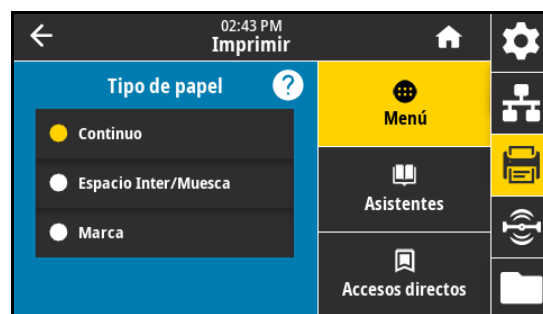 02:43 PM
Imprimir
Tipo de papel ?
Continuo
Espacio Inter/Muesca
Marca
Menú
Asistentes
Accesos directos